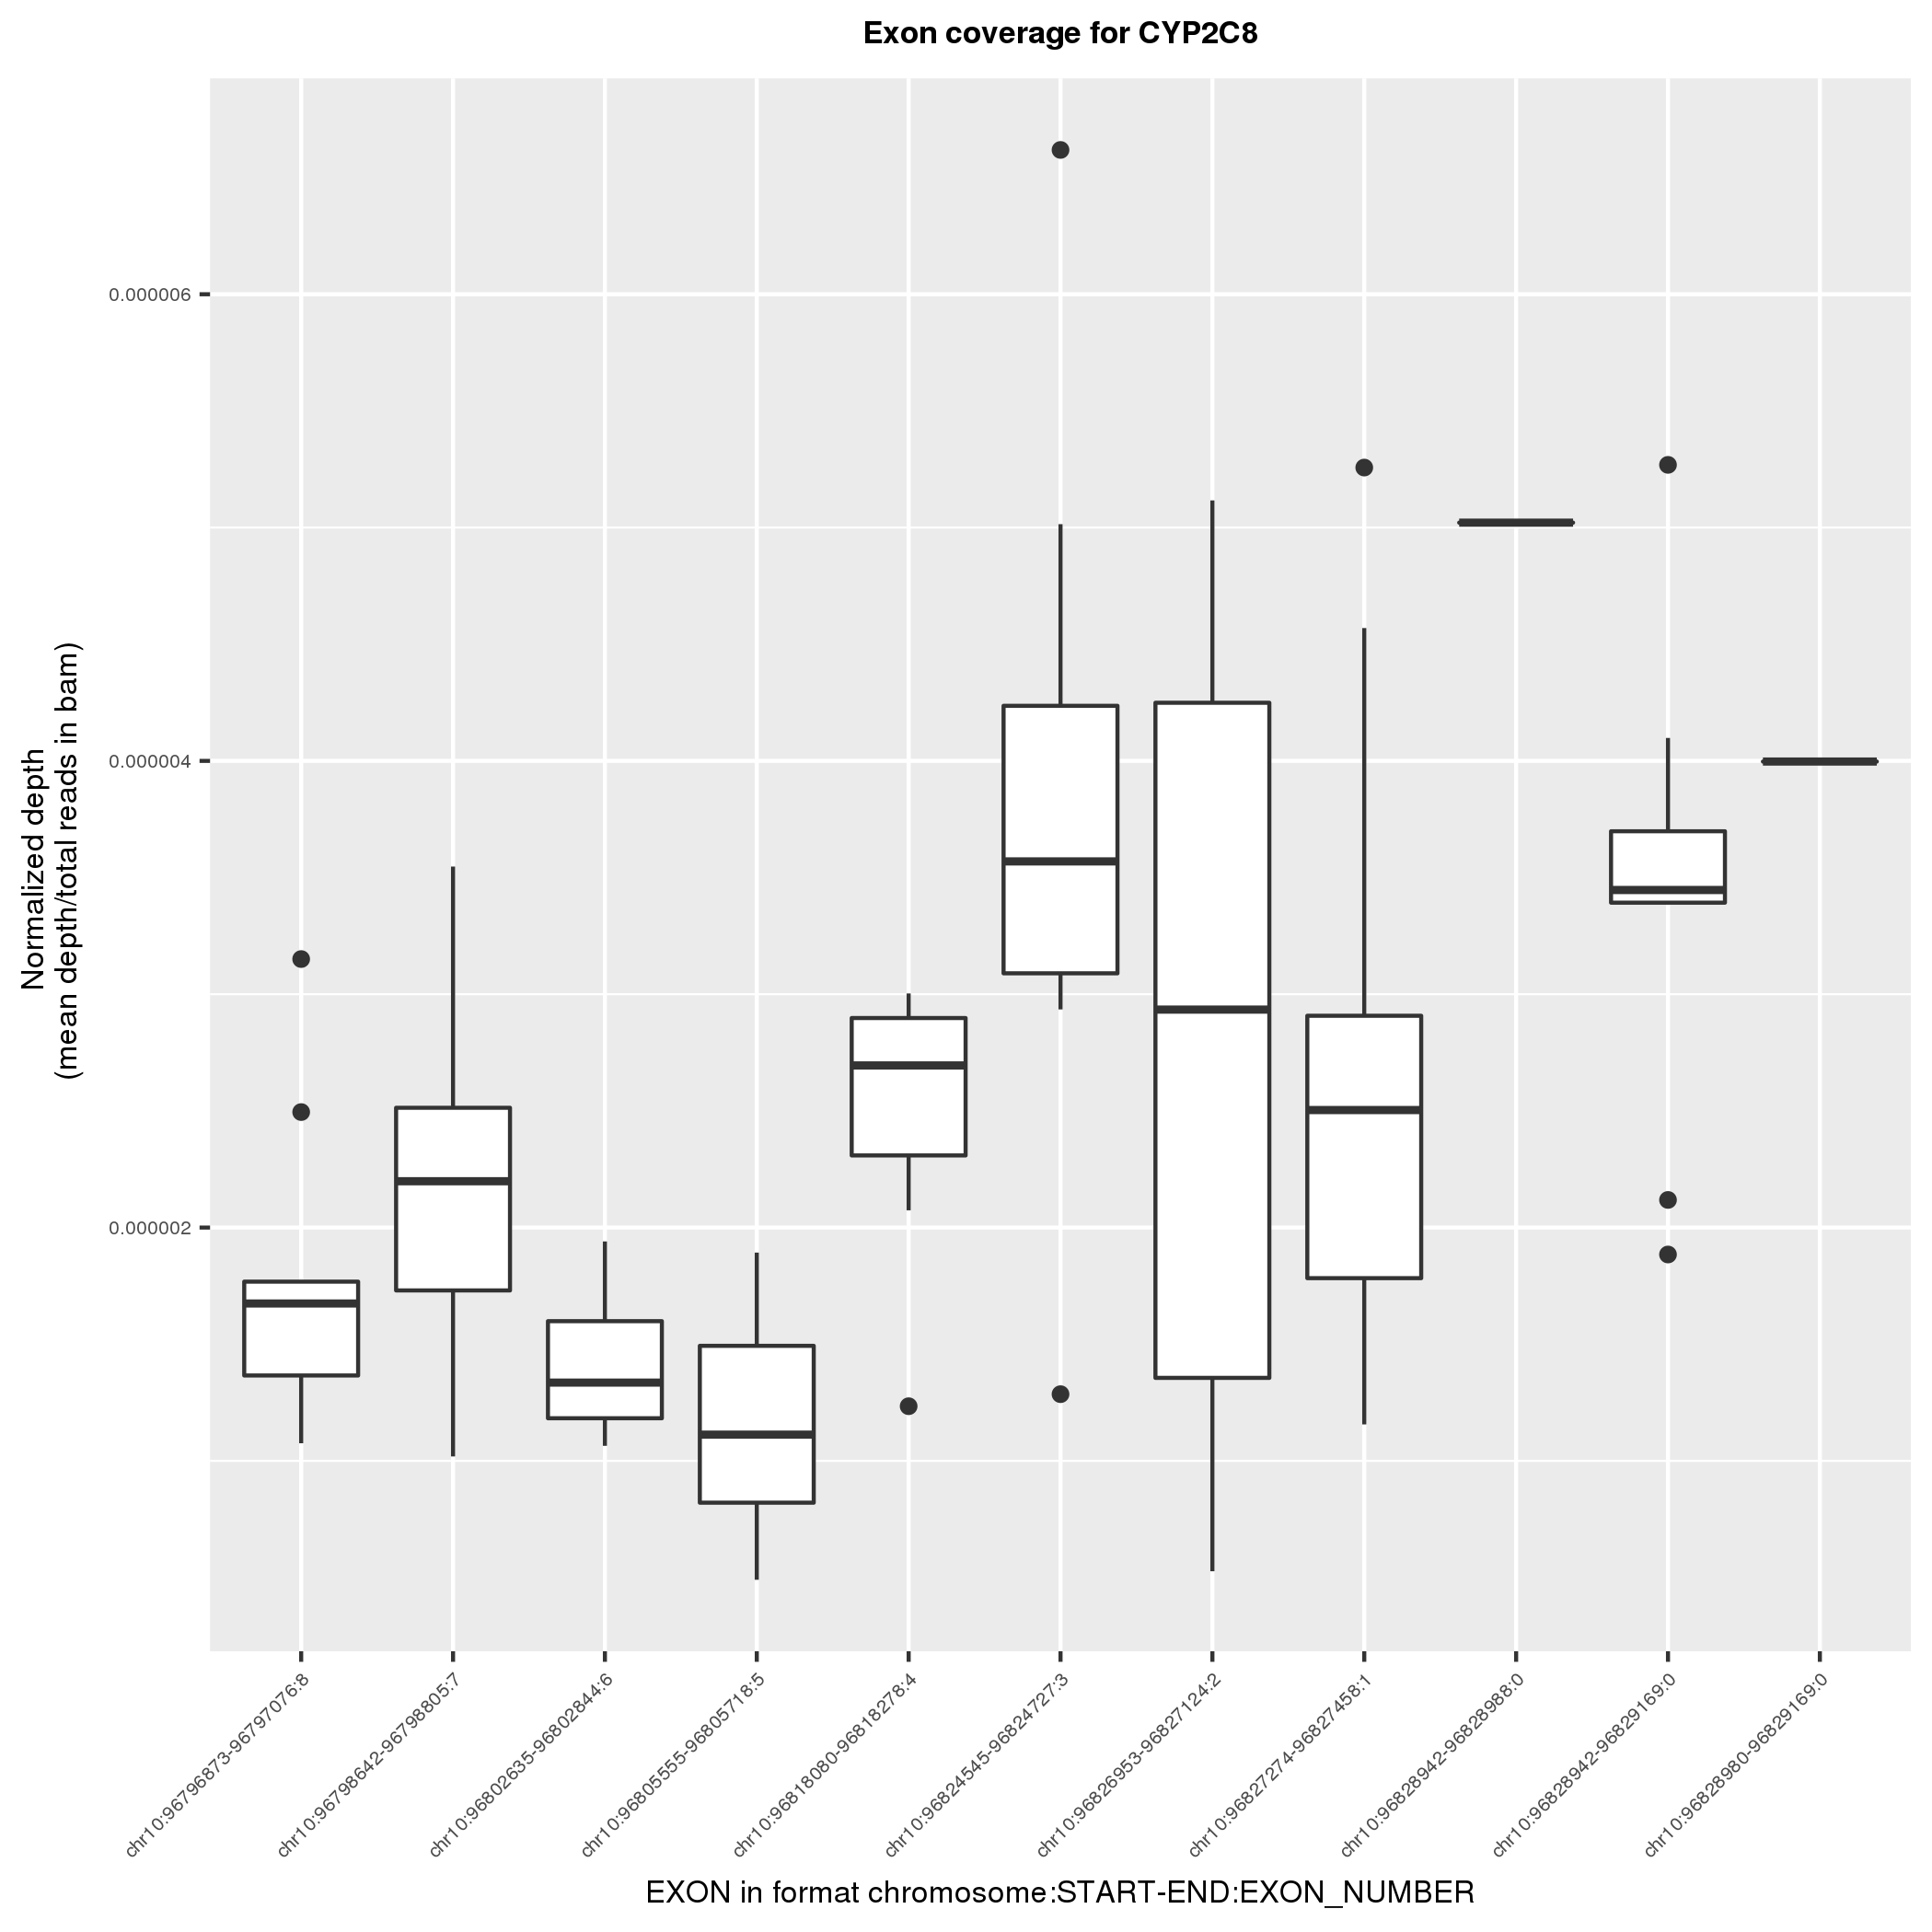 Exon coverage for CYP2C8
Normalized depth
(mean depth/total reads in bam)
0.000006
0.000004
0.000002
chr10:96796873-96797076:8
chr10:96798642-96798805:7
chr10:96802635-96802844:6
chr10:96805555-96805718:5
chr10:96818080-96818278:4
chr10:96824545-96824727:3
chr10:96826953-96827124:2
chr10:96827274-96827458:1
chr10:96828942-96828988:0
chr10:96828942-96829169:0
chr10:96828980-96829169:0
EXON in format chromosome:START-END:EXON_NUMBER